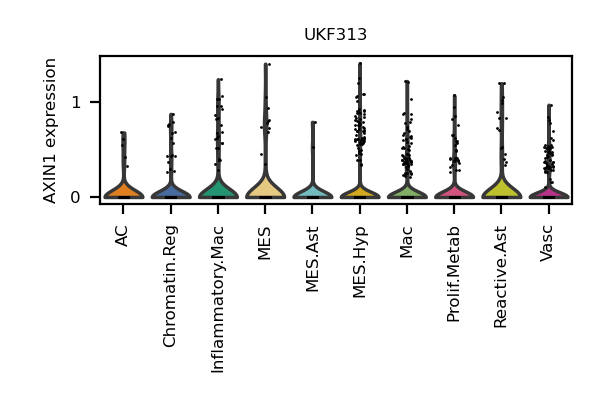 UKF313
AXIN1 expression
1
0
AC
Chromatin.Reg
Inflammatory.Mac
MES
MES.Ast
MES.Hyp
Mac
Prolif.Metab
Reactive.Ast
Vasc